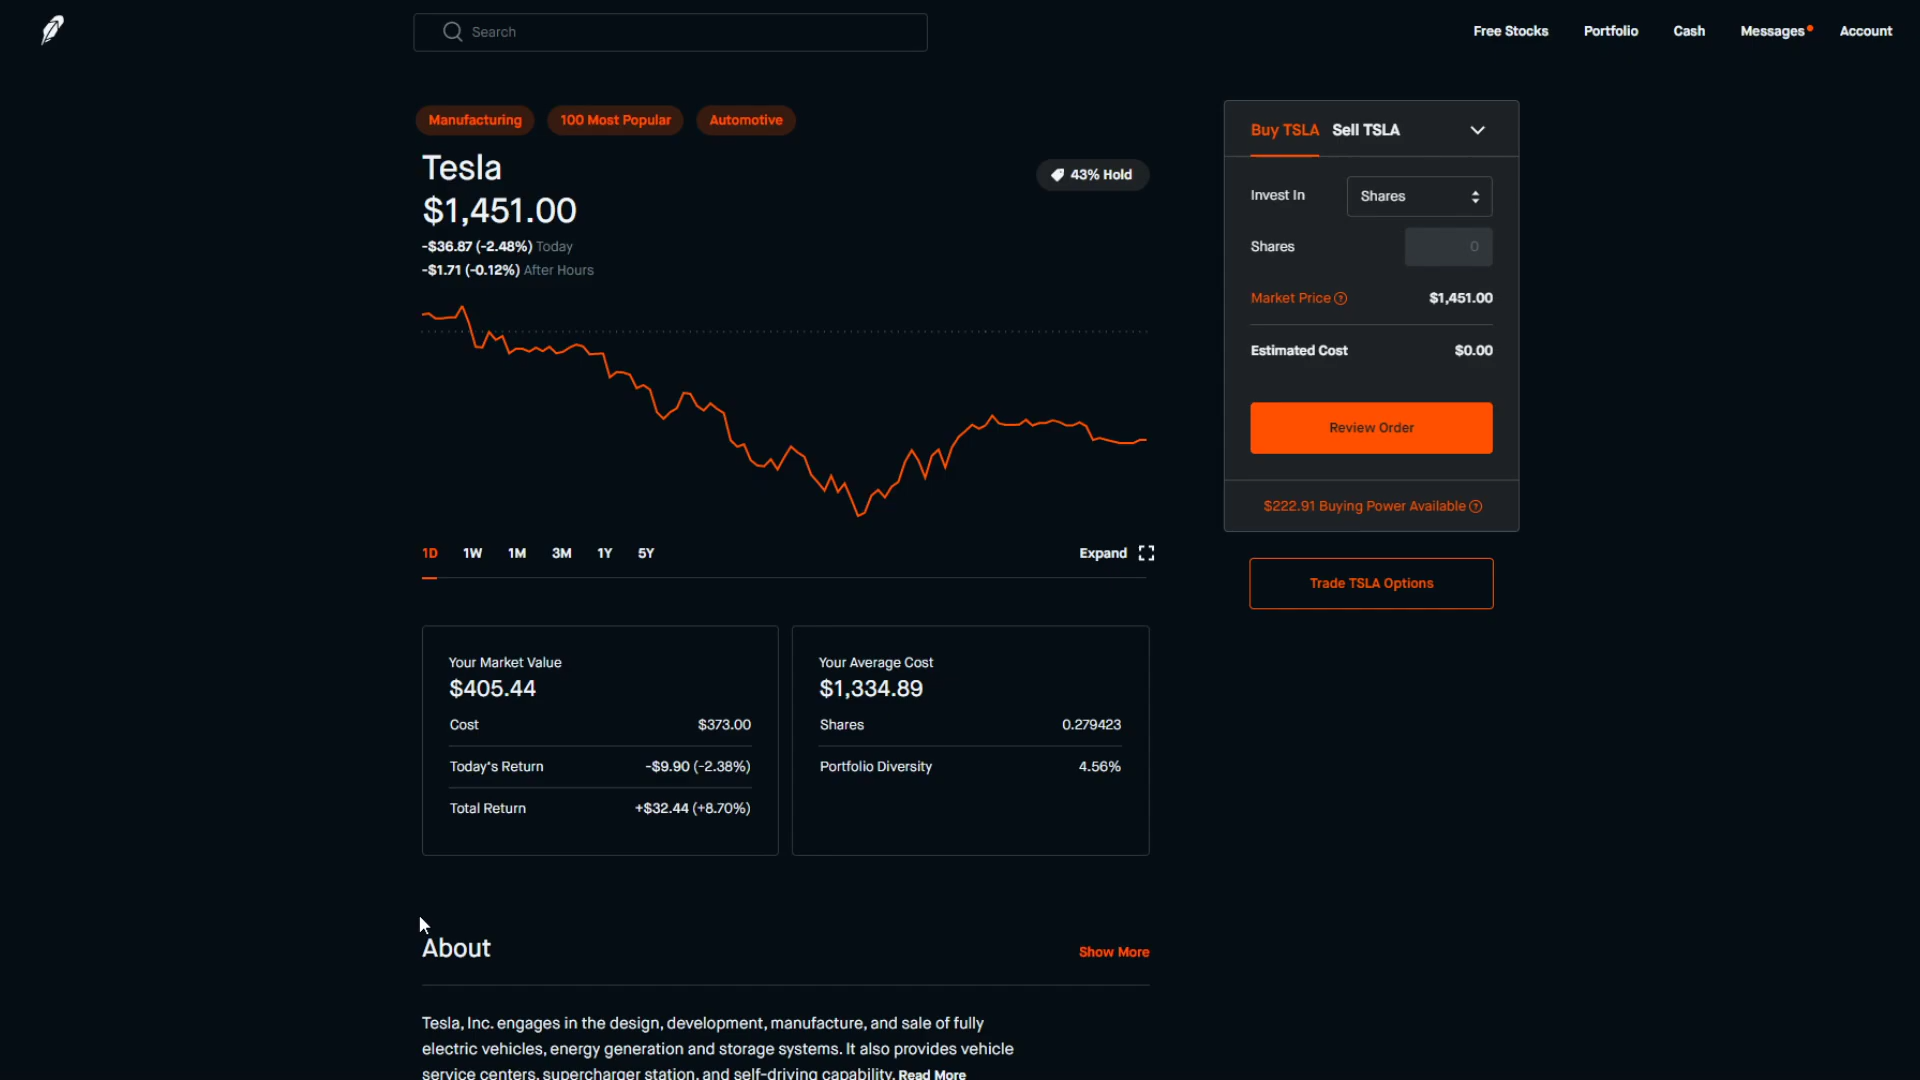 Search
Free Stocks Portfolio Cash Messages Account
Manufacturing 100 Most Popular Automotive
Tesla
$1,451.00
-$36.87 (-2.48%) Today
-$1.71 (-0.12%) After Hours
43% Hold
1D 1W 1M 3M 1Y 5Y Expand
Your Market Value
$405.44
Cost $373.00
Today's Return -$9.90 (-2.38%)
Total Return +$32.44 (+8.70%)
Your Average Cost
$1,334.89
Shares 0.279423
Portfolio Diversity 4.56%
About Show More
Tesla, Inc. engages in the design, development, manufacture, and sale of fully
electric vehicles, energy generation and storage systems. It also provides vehicle
service centers, supercharger station, and self-driving capability. Read More
Buy TSLA Sell TSLA
Invest In Shares
Shares 0
Market Price ? $1,451.00
Estimated Cost $0.00
Review Order
$222.91 Buying Power Available ?
Trade TSLA Options